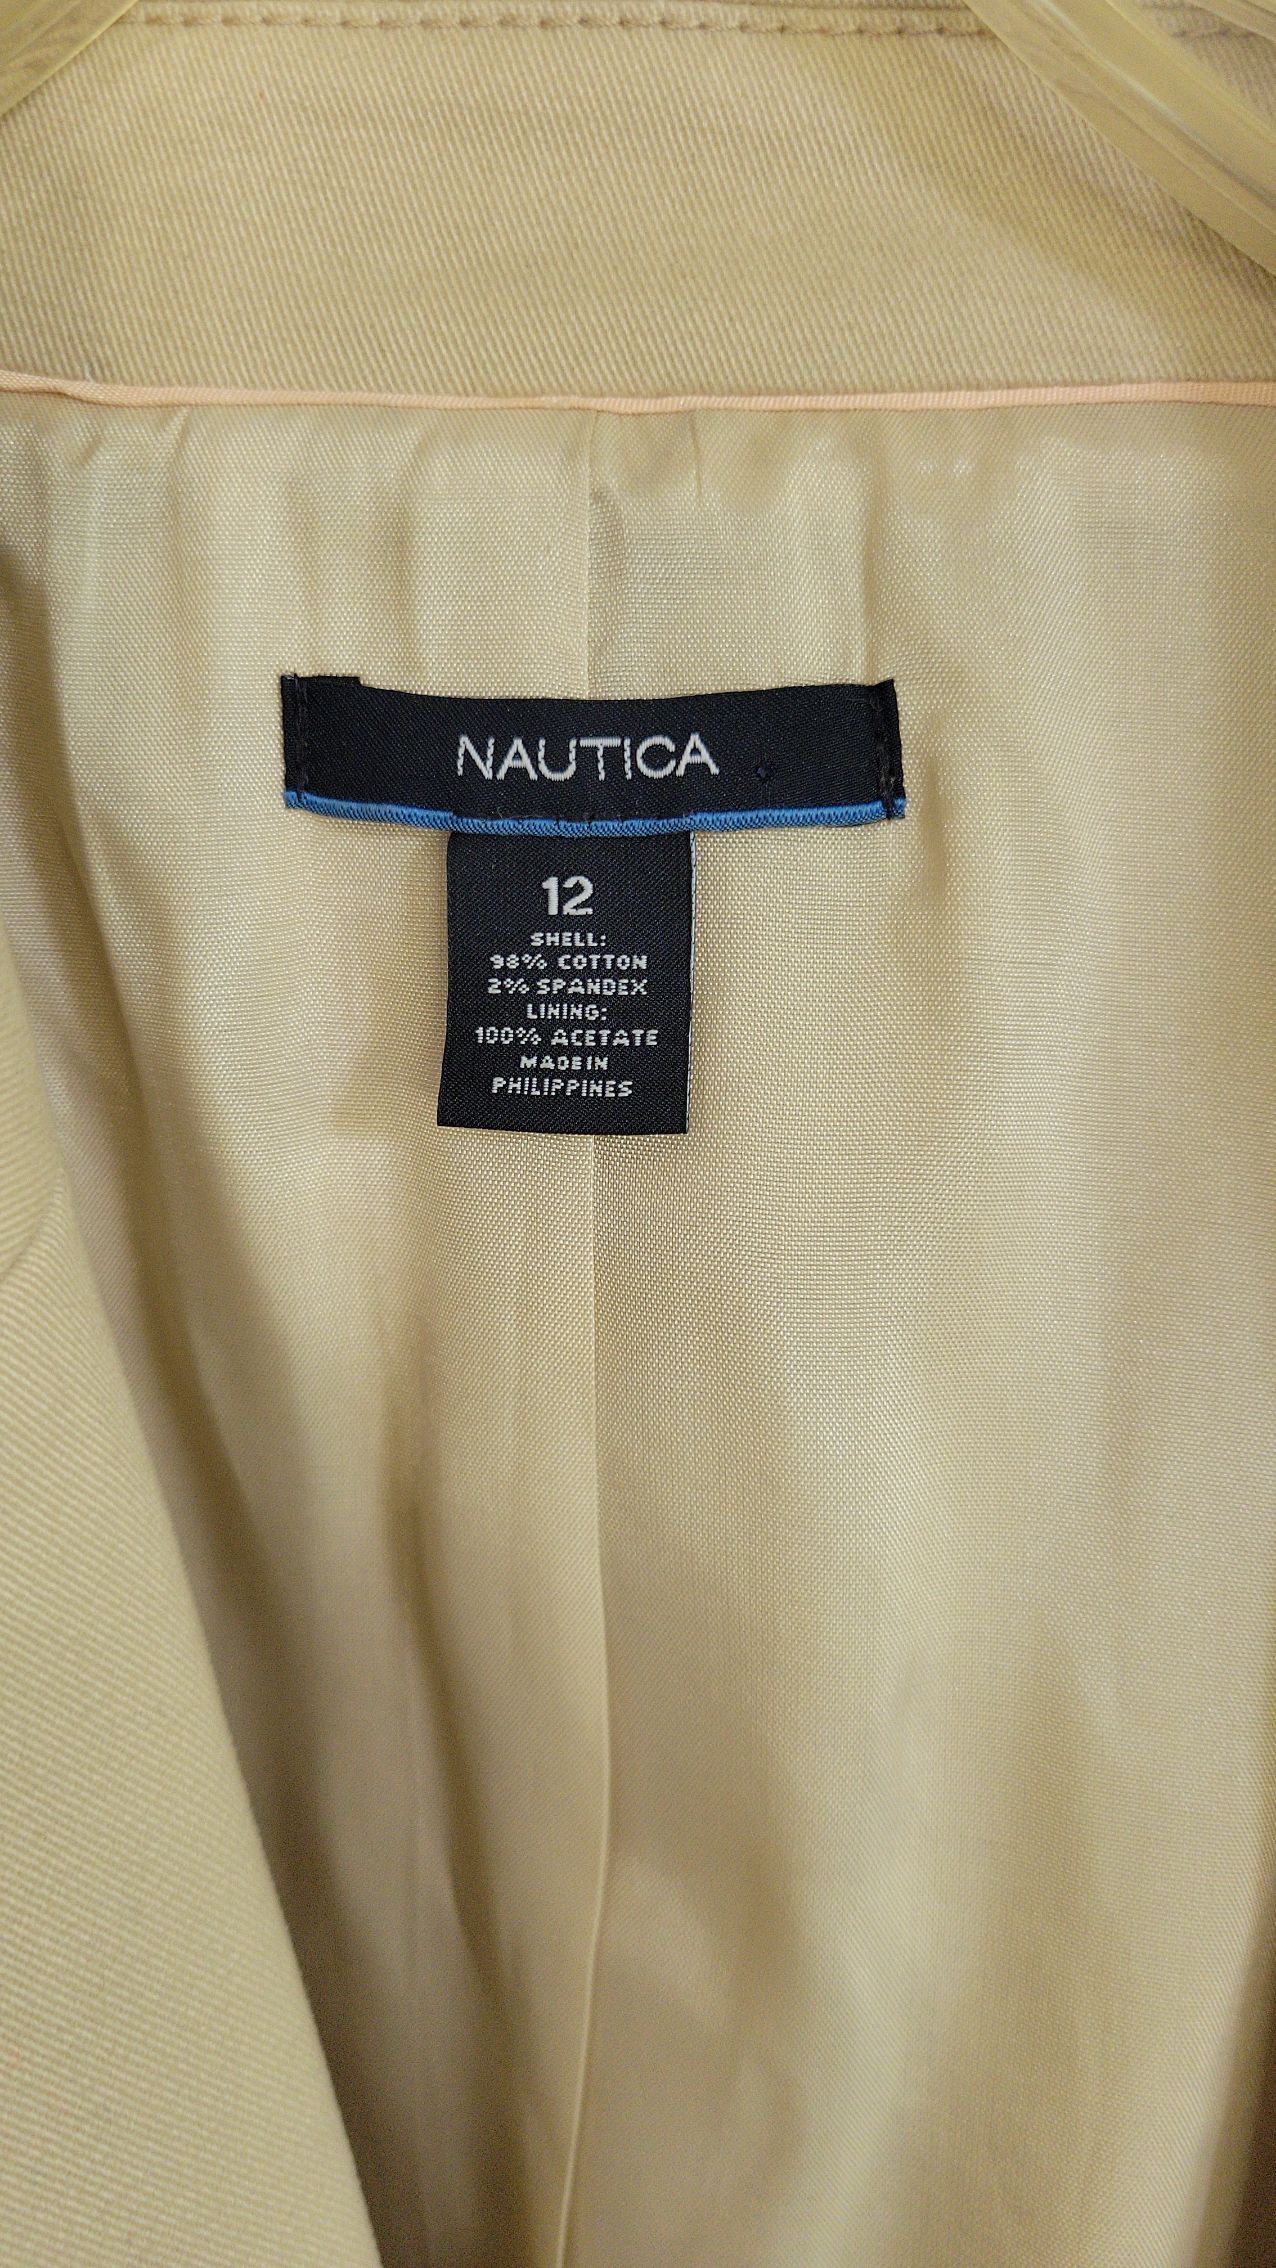 NAUTICA
12
SHELL:
98% COTTON
2% SPANDEX
LINING:
100% ACETATE
MADE IN
PHILIPPINES